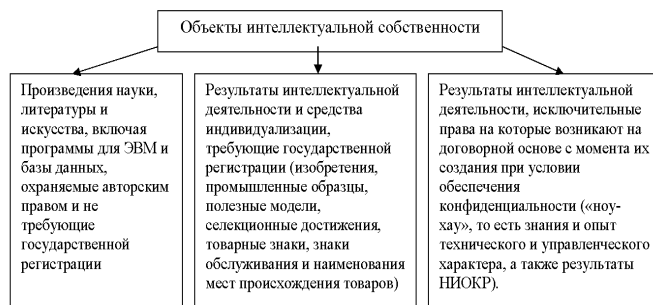 Объекты интеллектуальной собственности
Произведения науки,
литературы и
искусства, включая
программы для ЭВМ и
базы данных,
охраняемые авторским
правом и не
требующие
государственной
регистрации
Результаты интеллектуальной
деятельности и средства
индивидуализации,
требующие государственной
регистрации (изобретения,
промышленные образцы,
полезные модели,
селекционные достижения,
товарные знаки, знаки
обслуживания и наименования
мест происхождения товаров)
Результаты интеллектуальной
деятельности, исключительные
права на которые возникают на
договорной основе с момента их
создания при условии
обеспечения
конфиденциальности («ноу-
хау», то есть знания и опыт
технического и управленческого
характера, а также результаты
НИОКР).